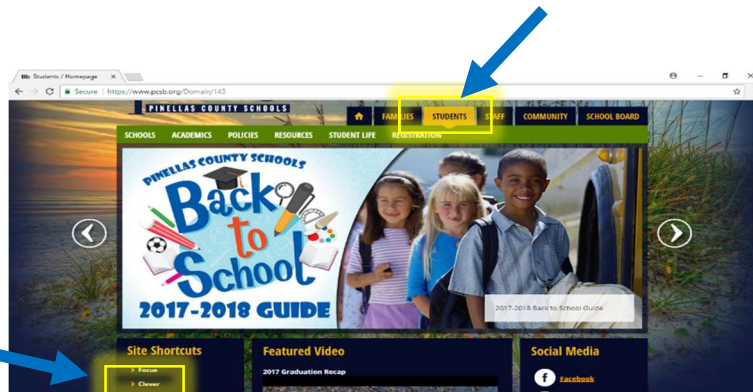 Bb Students / Homepage x
Secure | https://www.pcsb.org/Domain/143
PINELLAS COUNTY SCHOOLS
FAMILIES STUDENTS STAFF COMMUNITY SCHOOL BOARD
SCHOOLS ACADEMICS POLICIES RESOURCES STUDENT LIFE REGISTRATION
PINELLAS COUNTY SCHOOLS
Back
to
School
2017-2018 GUIDE
2017-2018 Back to School Guide
Site Shortcuts
> Focus
> Clever
Featured Video
2017 Graduation Recap
Social Media
f Facebook